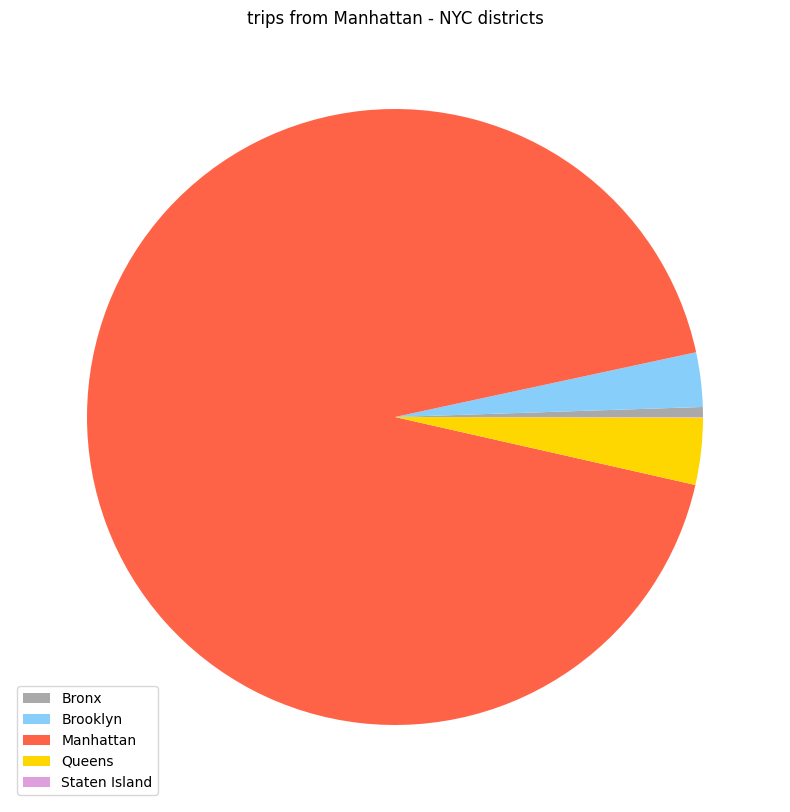 trips from Manhattan - NYC districts
Bronx
Brooklyn
Manhattan
Queens
Staten Island